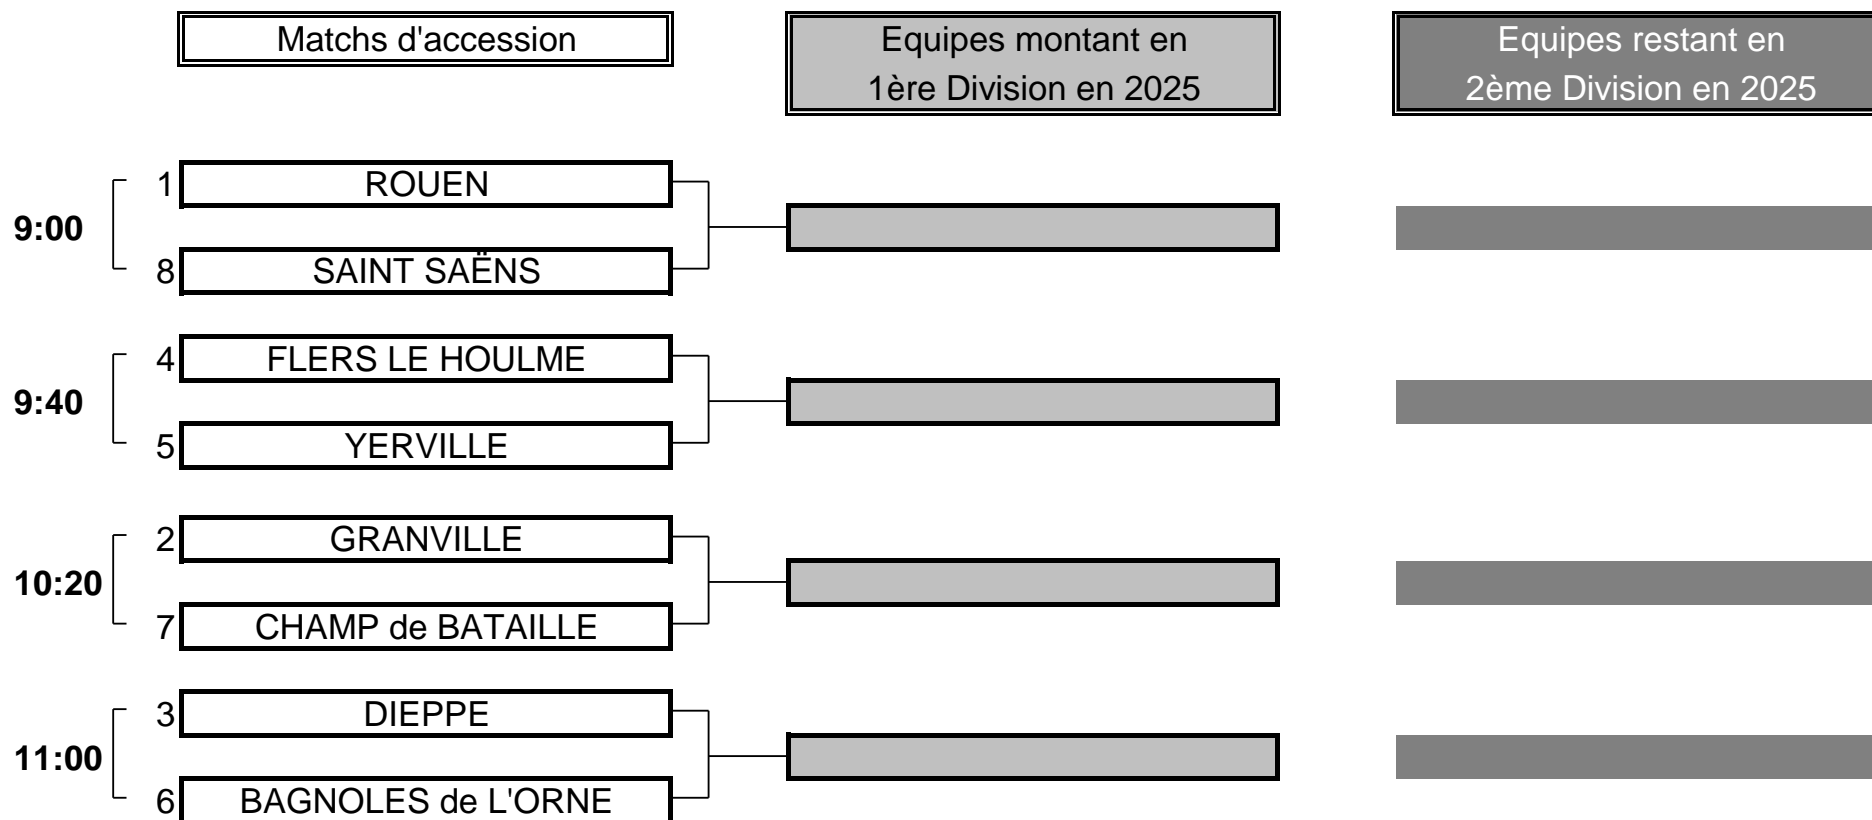 Matchs d'accession
Equipes montant en
1ère Division en 2025
Equipes restant en
2ème Division en 2025
1 ROUEN
9:00
8 SAINT SAËNS
4 FLERS LE HOULME
9:40
5 YERVILLE
2 GRANVILLE
10:20
7 CHAMP de BATAILLE
3 DIEPPE
11:00
6 BAGNOLES de L'ORNE